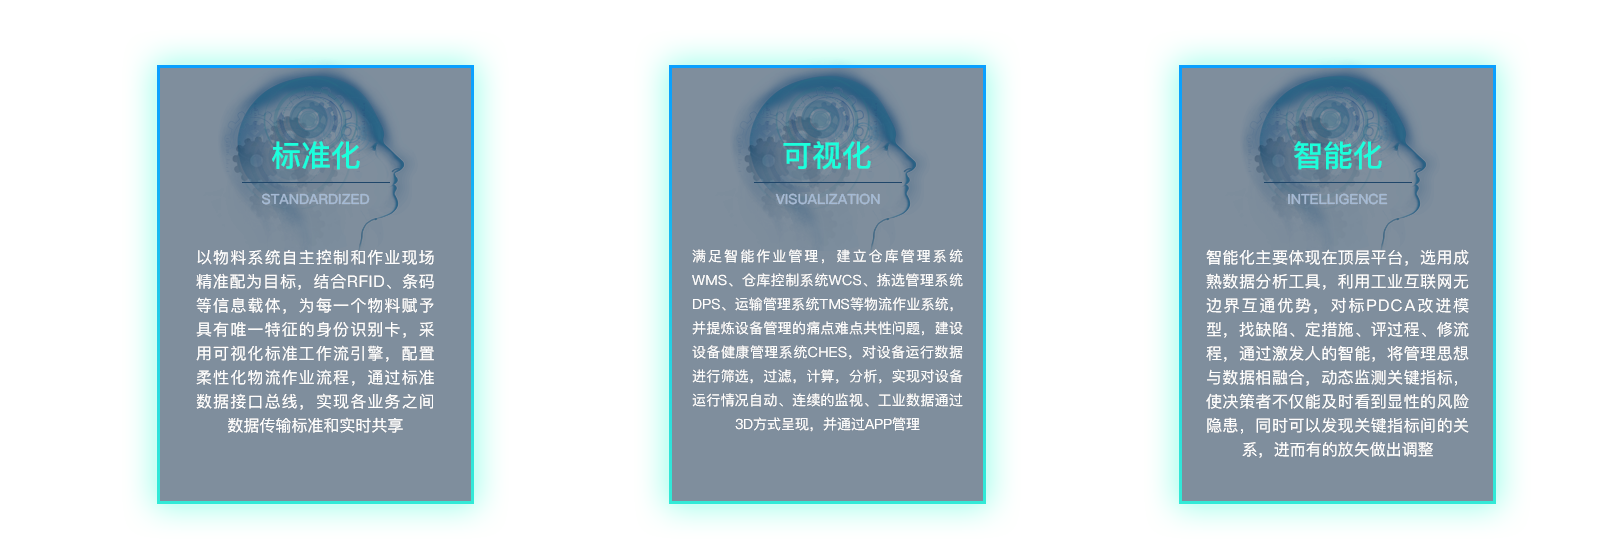 标准化
STANDARDIZED
以物料系统自主控制和作业现场
精准配为目标，结合RFID、条码
等信息载体，为每一个物料赋予
具有唯一特征的身份识别卡，采
用可视化标准工作流引擎，配置
柔性化物流作业流程，通过标准
数据接口总线，实现各业务之间
数据传输标准和实时共享
可视化
VISUALIZATION
满足智能作业管理，建立仓库管理系统
WMS、仓库控制系统WCS、拣选管理系统
DPS、运输管理系统TMS等物流作业系统，
并提炼设备管理的痛点难点共性问题，建设
设备健康管理系统CHES，对设备运行数据
进行筛选，过滤，计算，分析，实现对设备
运行情况自动、连续的监视、工业数据通过
3D方式呈现，并通过APP管理
智能化
INTELLIGENCE
智能化主要体现在顶层平台，选用成
熟数据分析工具，利用工业互联网无
边界互通优势，对标PDCA改进模
型，找缺陷、定措施、评过程、修流
程，通过激发人的智能，将管理思想
与数据相融合，动态监测关键指标，
使决策者不仅能及时看到显性的风险
隐患，同时可以发现关键指标间的关
系，进而有的放矢做出调整